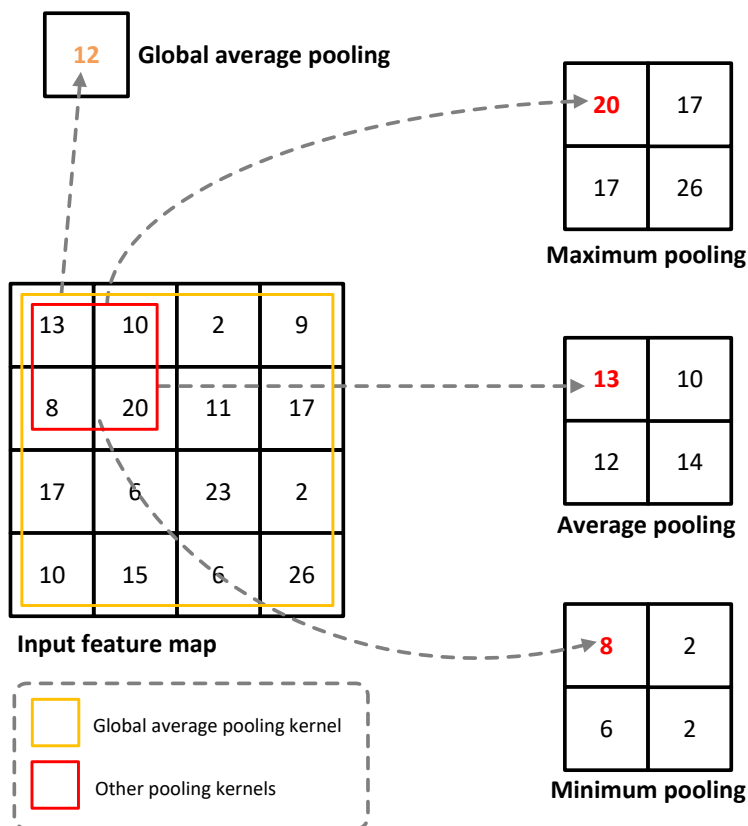 12
Global average pooling
20 17
17 26
Maximum pooling
13 10 2 9
8 20 11 17
17 6 23 2
10 15 6 26
Input feature map
13 10
12 14
Average pooling
8 2
6 2
Minimum pooling
Global average pooling kernel
Other pooling kernels